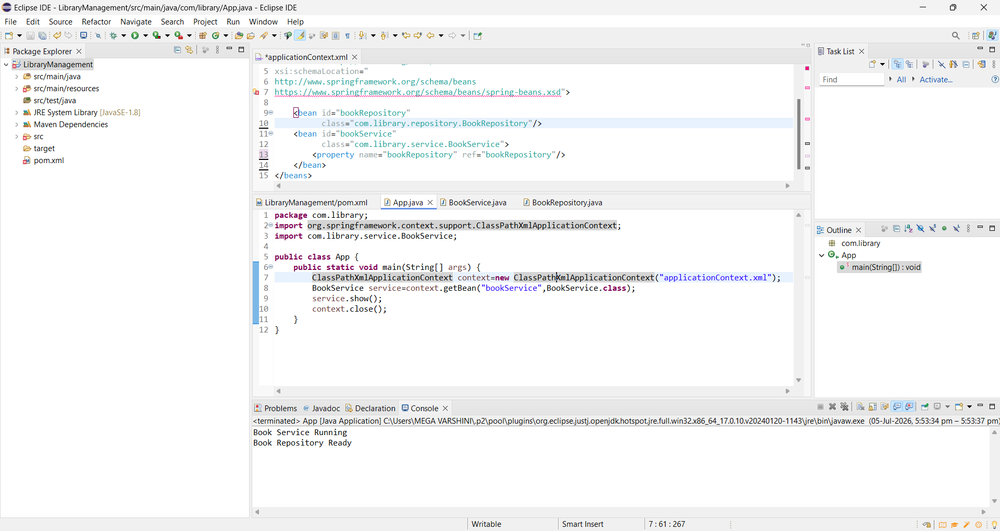 Eclipse IDE - LibraryManagement/src/main/java/com/library/App.java - Eclipse IDE
File Edit Source Refactor Navigate Search Project Run Window Help
Package Explorer
LibraryManagement
src/main/java
src/main/resources
src/test/java
JRE System Library [JavaSE-1.8]
Maven Dependencies
src
target
pom.xml
*applicationContext.xml
5 xsi:schemaLocation="
6 http://www.springframework.org/schema/beans
7 https://www.springframework.org/schema/beans/spring-beans.xsd">
8
9 <bean id="bookRepository"
10 class="com.library.repository.BookRepository"/>
11 <bean id="bookService"
12 class="com.library.service.BookService">
13 <property name="bookRepository" ref="bookRepository"/>
14 </bean>
15 </beans>
LibraryManagement/pom.xml App.java BookService.java BookRepository.java
1 package com.library;
2 import org.springframework.context.support.ClassPathXmlApplicationContext;
3 import com.library.service.BookService;
4
5 public class App {
6 public static void main(String[] args) {
7 ClassPathXmlApplicationContext context=new ClassPathXmlApplicationContext("applicationContext.xml");
8 BookService service=context.getBean("bookService",BookService.class);
9 service.show();
10 context.close();
11 }
12 }
Problems Javadoc Declaration Console
<terminated> App [Java Application] C:\Users\MEGA VARSHINI\.p2\pool\plugins\org.eclipse.justj.openjdk.hotspot.jre.full.win32.x86_64_17.0.10.v20240120-1143\jre\bin\javaw.exe (05-Jul-2026, 5:53:34 pm – 5:53:37 pm)
Book Service Running
Book Repository Ready
Task List
Find All Activate...
Outline
com.library
App
main(String[]) : void
Writable Smart Insert 7 : 61 : 267